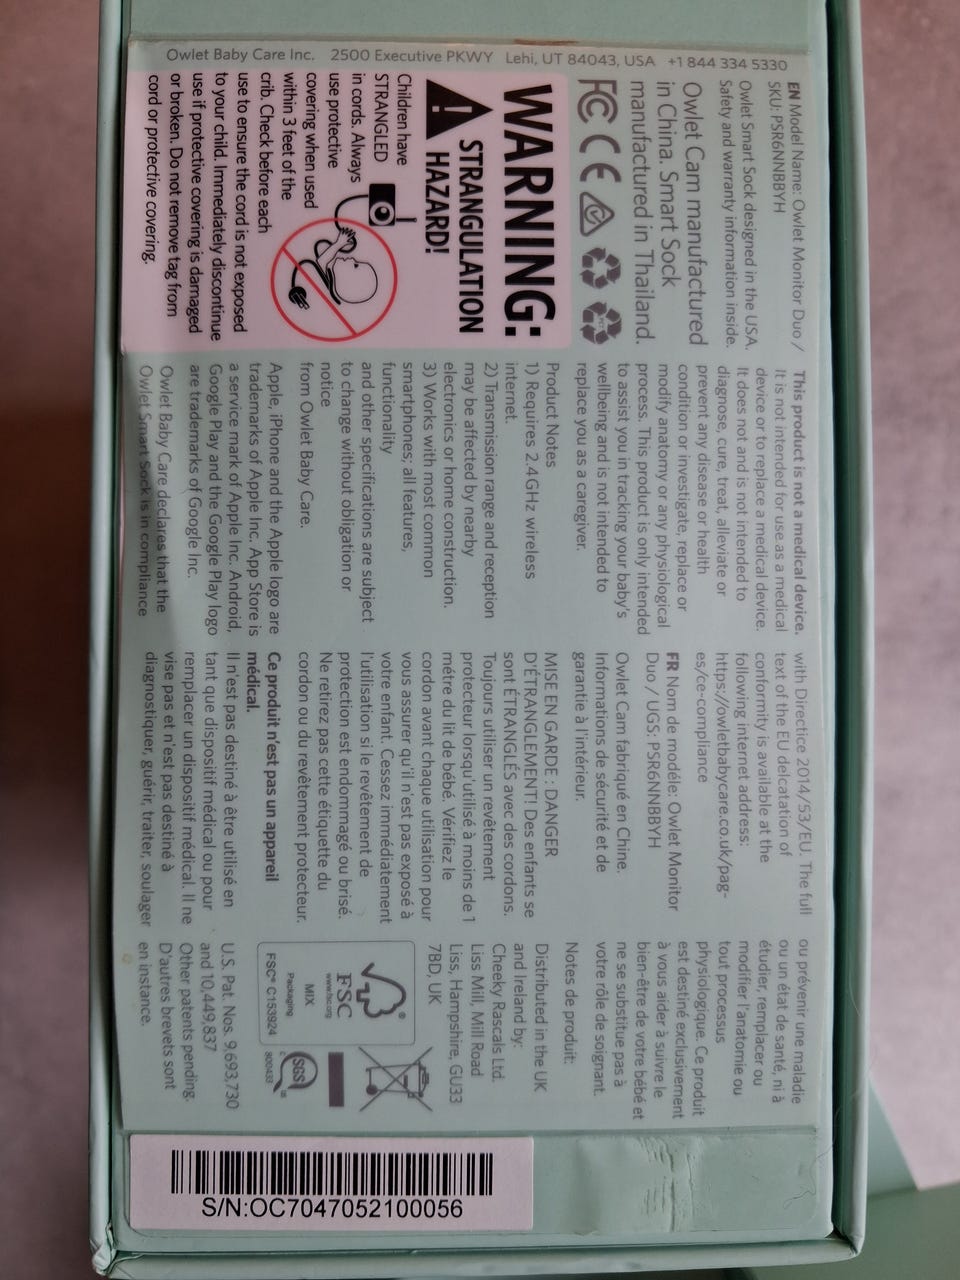 Owlet Baby Care Inc. 2500 Executive PKWY Lehi, UT 84043, USA +1 844 334 5330
EN Model Name: Owlet Monitor Duo /
SKU: PSR6NNBBYH
Owlet Smart Sock designed in the USA.
Safety and warranty information inside.
Owlet Cam manufactured
in China. Smart Sock
manufactured in Thailand.
FC CE
WARNING:
STRANGULATION
HAZARD!
Children have
STRANGLED
in cords. Always
use protective
covering when used
within 3 feet of the
crib. Check before each
use to ensure the cord is not exposed
to your child. Immediately discontinue
use if protective covering is damaged
or broken. Do not remove tag from
cord or protective covering.
This product is not a medical device.
It is not intended for use as a medical
device or to replace a medical device.
It does not and is not intended to
diagnose, cure, treat, alleviate or
prevent any disease or health
condition or investigate, replace or
modify anatomy or any physiological
process. This product is only intended
to assist you in tracking your baby's
wellbeing and is not intended to
replace you as a caregiver.
Product Notes
1) Requires 2.4GHz wireless
internet.
2) Transmission range and reception
may be affected by nearby
electronics or home construction.
3) Works with most common
smartphones; all features,
functionality
and other specifications are subject
to change without obligation or
notice
from Owlet Baby Care.
Apple, iPhone and the Apple logo are
trademarks of Apple Inc. App Store is
a service mark of Apple Inc. Android,
Google Play and the Google Play logo
are trademarks of Google Inc.
Owlet Baby Care declares that the
Owlet Smart Sock is in compliance
with Directice 2014/53/EU. The full
text of the EU delcatation of
conformity is available at the
following internet address:
https://owletbabycare.co.uk/pag-
es/ce-compliance
FR Nom de modéle: Owlet Monitor
Duo / UGS: PSR6NNBBYH
Owlet Cam fabriqué en Chine.
Informations de sécurité et de
garantie à l'intérieur.
MISE EN GARDE : DANGER
D'ÉTRANGLEMENT! Des enfants se
sont ÉTRANGLÉS avec des cordons.
Toujours utiliser un revêtement
protecteur lorsqu'utilisé à moins de 1
métre du lit de bébé. Vérifiez le
cordon avant chaque utilisation pour
vous assurer qu'il n'est pas exposé à
votre enfant. Cessez immédiatement
l'utilisation si le revêtement de
protection est endommagé ou brisé.
Ne retirez pas cette étiquette du
cordon ou du revêtement protecteur.
Ce produit n'est pas un appareil
médical.
Il n'est pas destiné à être utilisé en
tant que dispositif médical ou pour
remplacer un dispositif médical. Il ne
vise pas et n'est pas destiné à
diagnostiquer, guérir, traiter, soulager
ou prévenir une maladie
ou un état de santé, ni à
étudier, remplacer ou
modifier l'anatomie ou
tout processus
physiologique. Ce produit
est destiné exclusivement
à vous aider à suivre le
bien-être de votre bébé et
ne se substitue pas à
votre rôle de soignant.
Notes de produit:
Distributed in the UK
and Ireland by:
Cheeky Rascals Ltd.
Liss Mill, Mill Road
Liss, Hampshire, GU33
7BD, UK
FSC
www.fsc.org
MIX
Packaging
FSC® C153924
SGS
800433
U.S. Pat. Nos. 9,693,730
and 10,449,837
Other patents pending.
D'autres brevets sont
en instance.
S/N:OC7047052100056